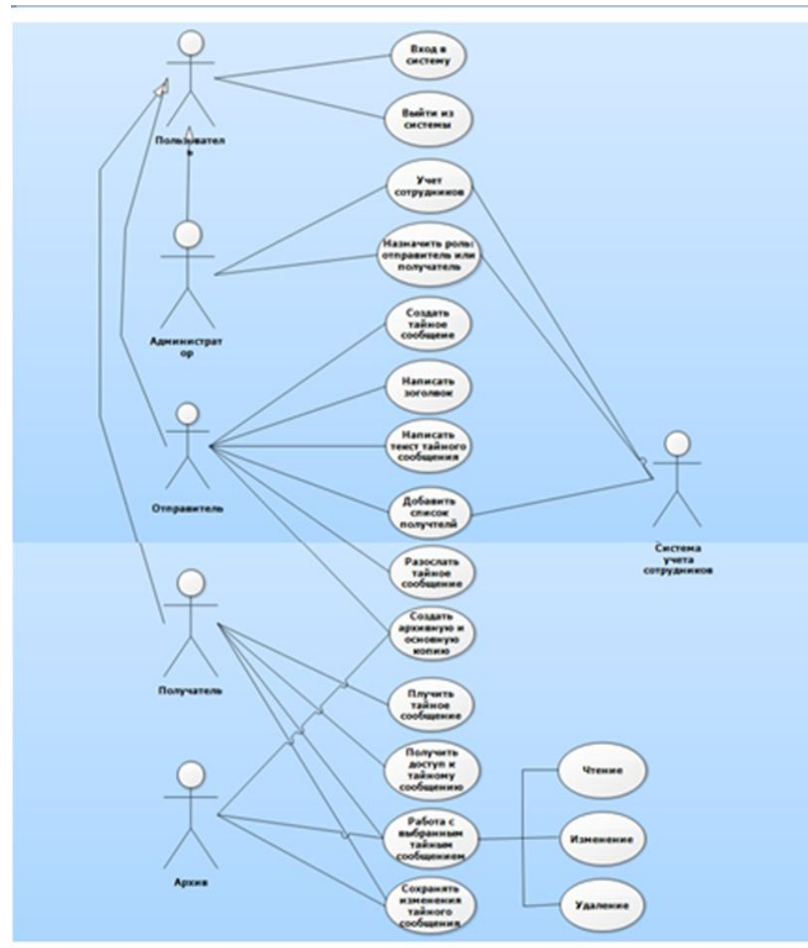 Вход в
систему
Выйти из
системы
Пользовател
ь
Учет
сотрудников
Назначить роль:
отправитель или
получатель
Администрат
ор
Создать
тайное
сообщеие
Написать
зоголвок
Написать
текст тайного
сообщения
Отправитель
Добавить
список
получтелй
Система
учета
сотрудников
Разослать
тайное
сообщение
Создать
архивную и
основную
копию
Получатель
Плучить
тайное
сообщение
Получить
доступ к
тайному
сообщению
Чтение
Работа с
выбранным
тайным
сообщением
Изменение
Архив
Сохранять
изменения
тайного
сообщения
Удаление